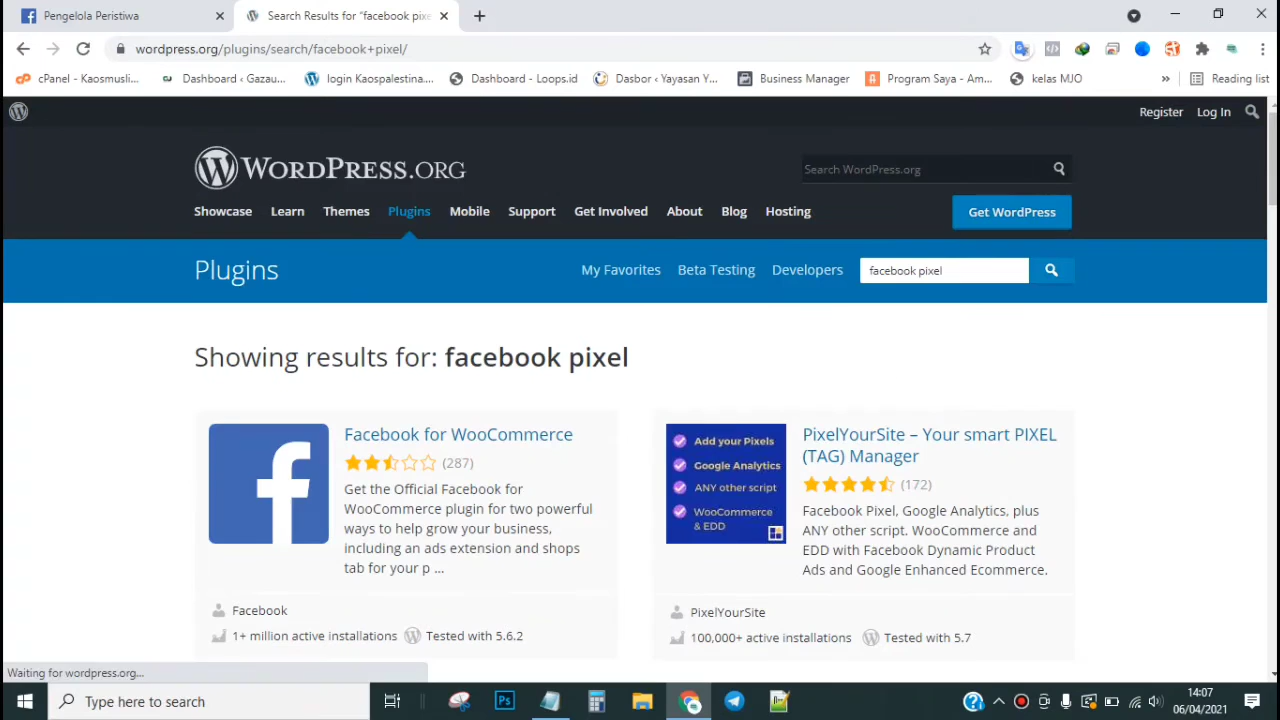 Pengelola Peristiwa
Search Results for "facebook pixe
wordpress.org/plugins/search/facebook+pixel/
cPanel - Kaosmusli...
Dashboard ‹ Gazau...
login Kaospalestina....
Dashboard - Loops.id
Dasbor ‹ Yayasan Y...
Business Manager
Program Saya - Am...
kelas MJO
»
Reading list
Register Log In
WORDPRESS.ORG
Search WordPress.org
Showcase Learn Themes Plugins Mobile Support Get Involved About Blog Hosting
Get WordPress
Plugins
My Favorites Beta Testing Developers
facebook pixel
Showing results for: facebook pixel
Facebook for WooCommerce
(287)
Get the Official Facebook for
WooCommerce plugin for two powerful
ways to help grow your business,
including an ads extension and shops
tab for your p ...
Facebook
1+ million active installations
Tested with 5.6.2
Add your Pixels
Google Analytics
ANY other script
WooCommerce
& EDD
PixelYourSite – Your smart PIXEL
(TAG) Manager
(172)
Facebook Pixel, Google Analytics, plus
ANY other script. WooCommerce and
EDD with Facebook Dynamic Product
Ads and Google Enhanced Ecommerce.
PixelYourSite
100,000+ active installations
Tested with 5.7
Waiting for wordpress.org...
Type here to search
Ps
14:07
06/04/2021